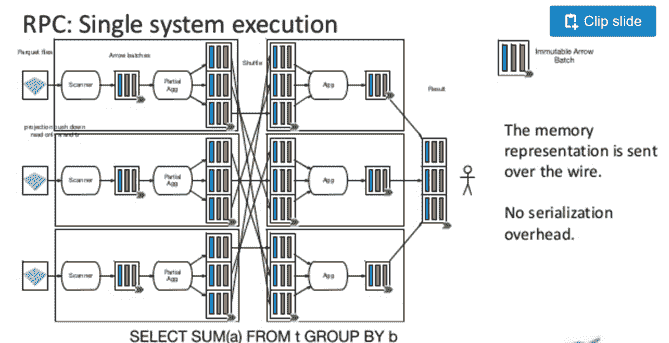 RPC: Single system execution
Clip slide
Parquet files
Arrow batches
Shuffle
Result
Immutable Arrow
Batch
Scanner
Partial
Agg
Agg
projection push down
read only a and b
Scanner
Partial
Agg
Agg
Scanner
Partial
Agg
Agg
The memory
representation is sent
over the wire.
No serialization
overhead.
SELECT SUM(a) FROM t GROUP BY b